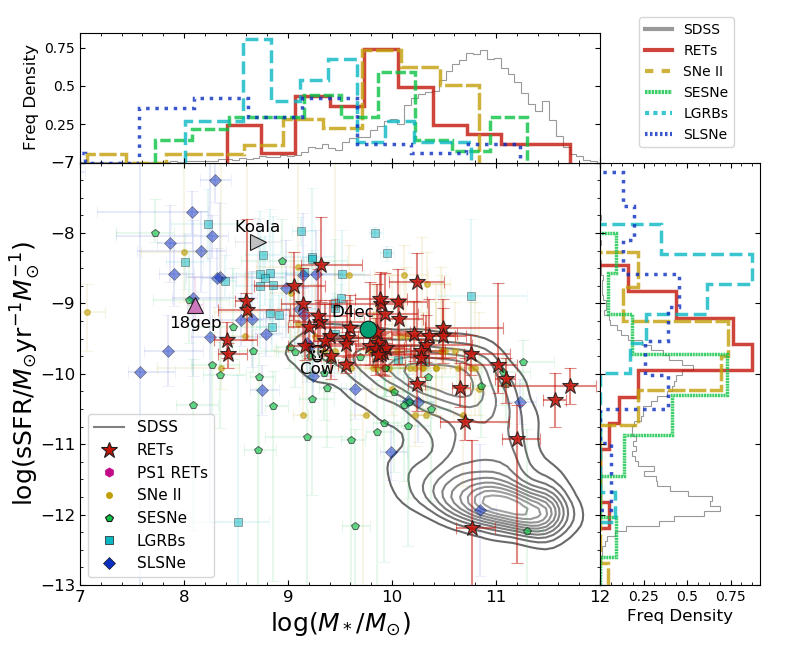 SDSS
RETs
SNe II
SESNe
LGRBs
SLSNe
Freq Density
0.75
0.5
0.25
−7
−8
−9
−10
−11
−12
−13
log(sSFR/M⊙yr⁻¹M⊙⁻¹)
Koala
D4ec
18gep
Cow
SDSS
RETs
PS1 RETs
SNe II
SESNe
LGRBs
SLSNe
7
8
9
10
11
12
log(M*/M⊙)
0.25
0.5
0.75
Freq Density